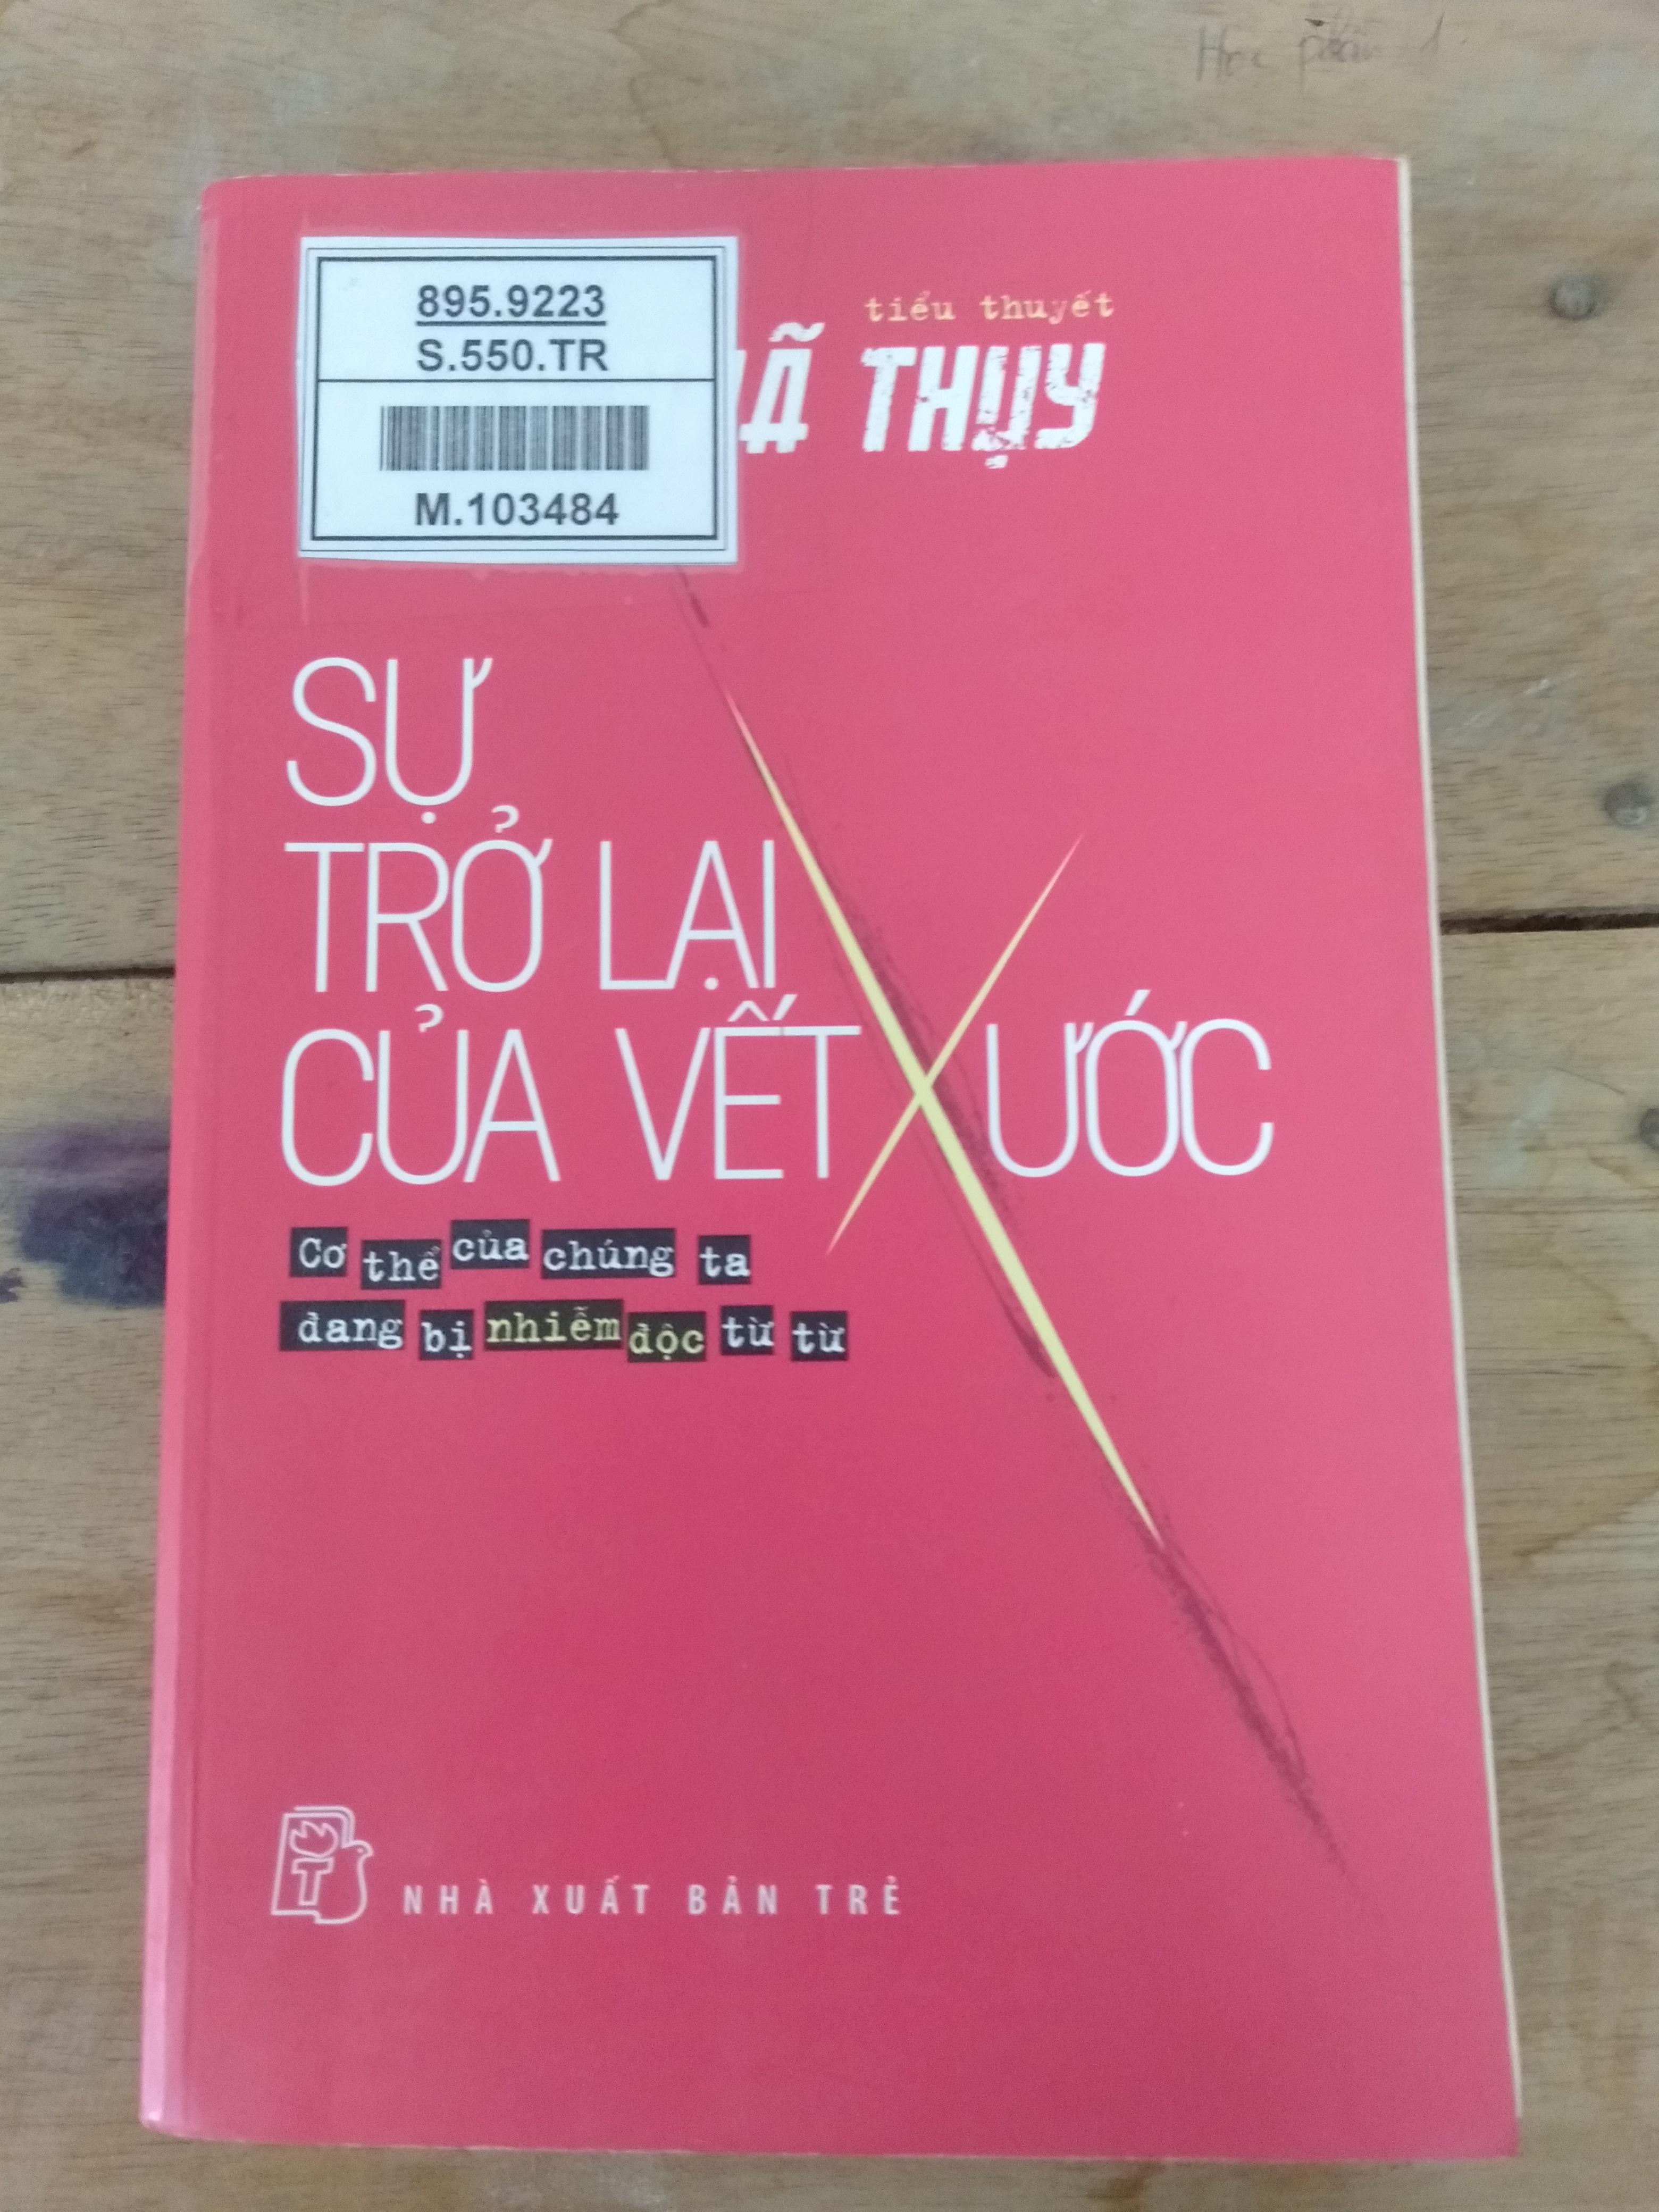 895.9223
S.550.TR
M.103484
tiểu thuyết
THỤY
SỰ
TRỞ LẠI
CỦA VẾT XƯỚC
Cơ thể của chúng ta
đang bị nhiễm độc từ từ
T
NHÀ XUẤT BẢN TRẺ